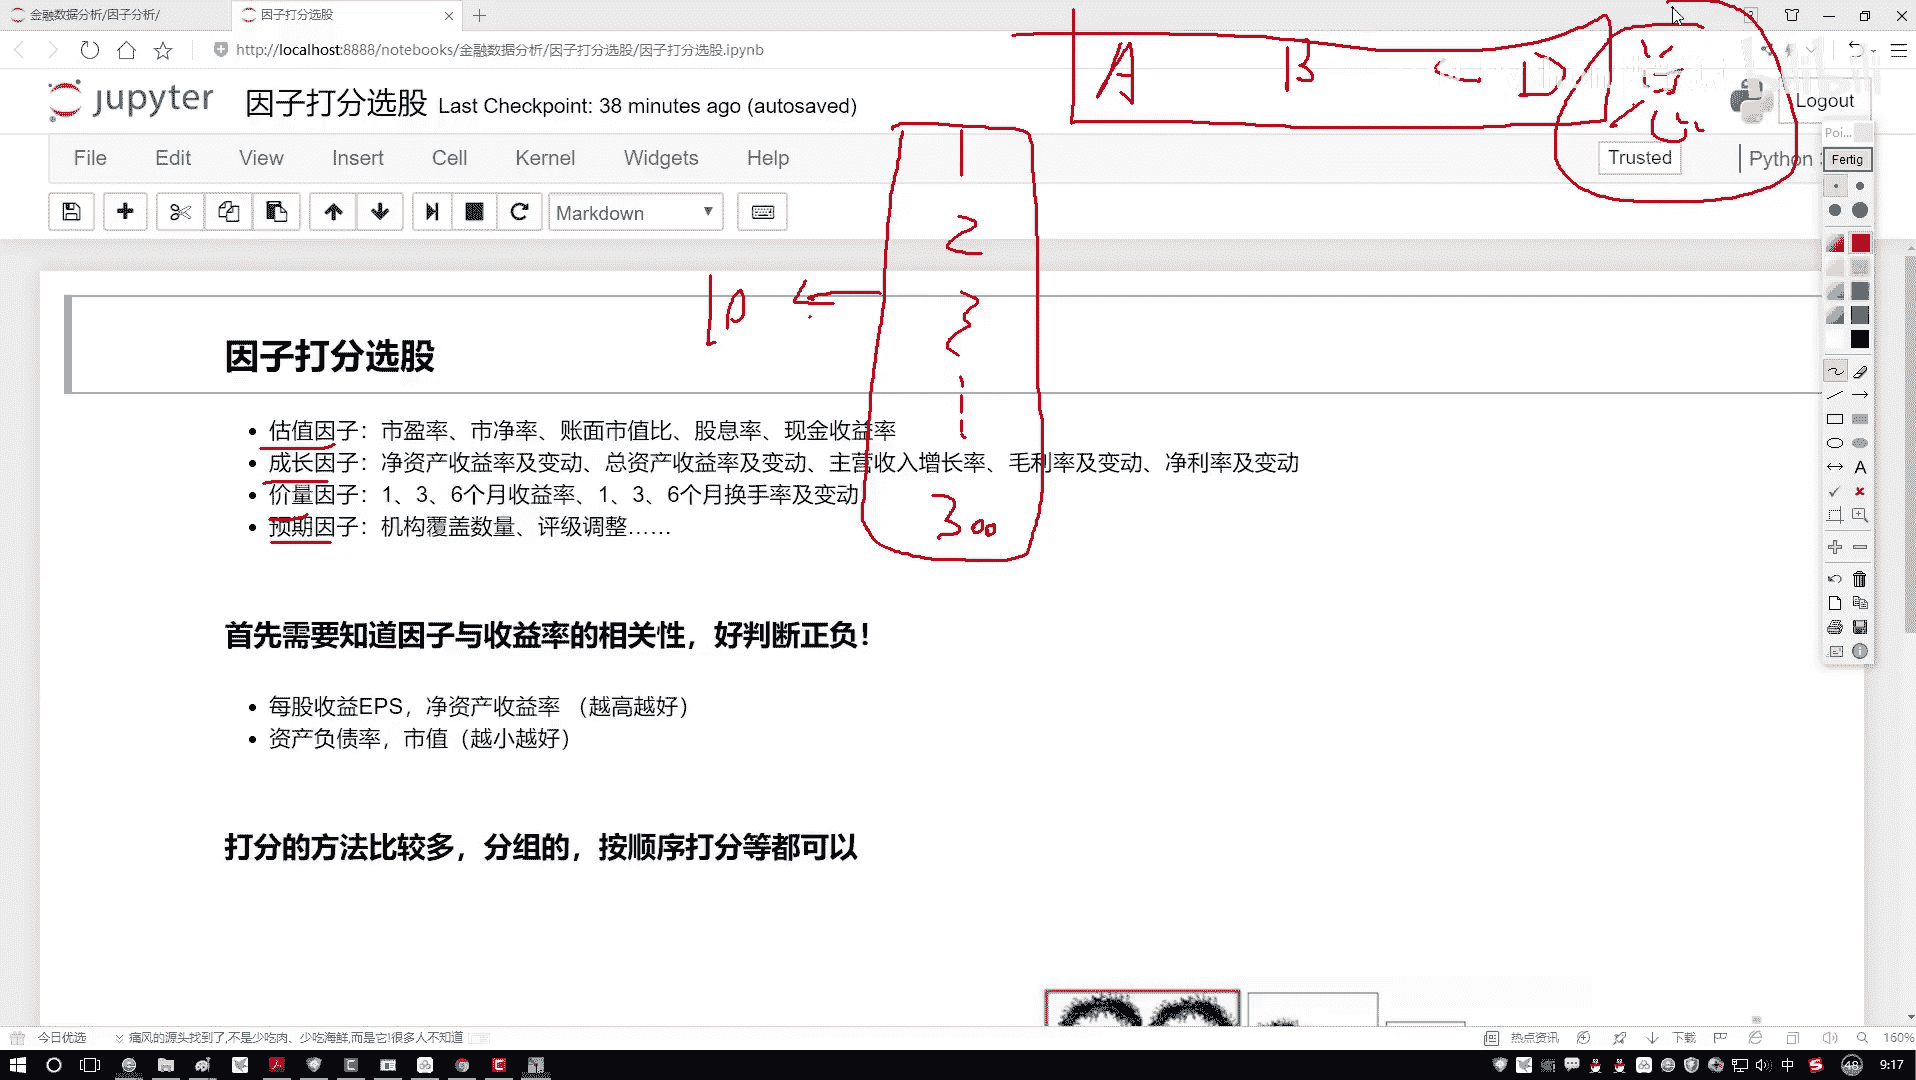 金融数据分析/因子分析/
因子打分选股
http://localhost:8888/notebooks/金融数据分析/因子打分选股/因子打分选股.ipynb
A B C D 总
分
jupyter 因子打分选股 Last Checkpoint: 38 minutes ago (autosaved)
bilibili
Logout
Poi...
Fertig
File Edit View Insert Cell Kernel Widgets Help
Trusted Python
Markdown
1
2
3
300
10
因子打分选股
估值因子：市盈率、市净率、账面市值比、股息率、现金收益率
成长因子：净资产收益率及变动、总资产收益率及变动、主营收入增长率、毛利率及变动、净利率及变动
价量因子：1、3、6个月收益率、1、3、6个月换手率及变动
预期因子：机构覆盖数量、评级调整……
首先需要知道因子与收益率的相关性，好判断正负！
每股收益EPS，净资产收益率 （越高越好）
资产负债率，市值（越小越好）
打分的方法比较多，分组的，按顺序打分等都可以
今日优选 痛风的源头找到了,不是少吃肉、少吃海鲜,而是它!很多人不知道 热点资讯 下载 160%
中 48 9:17